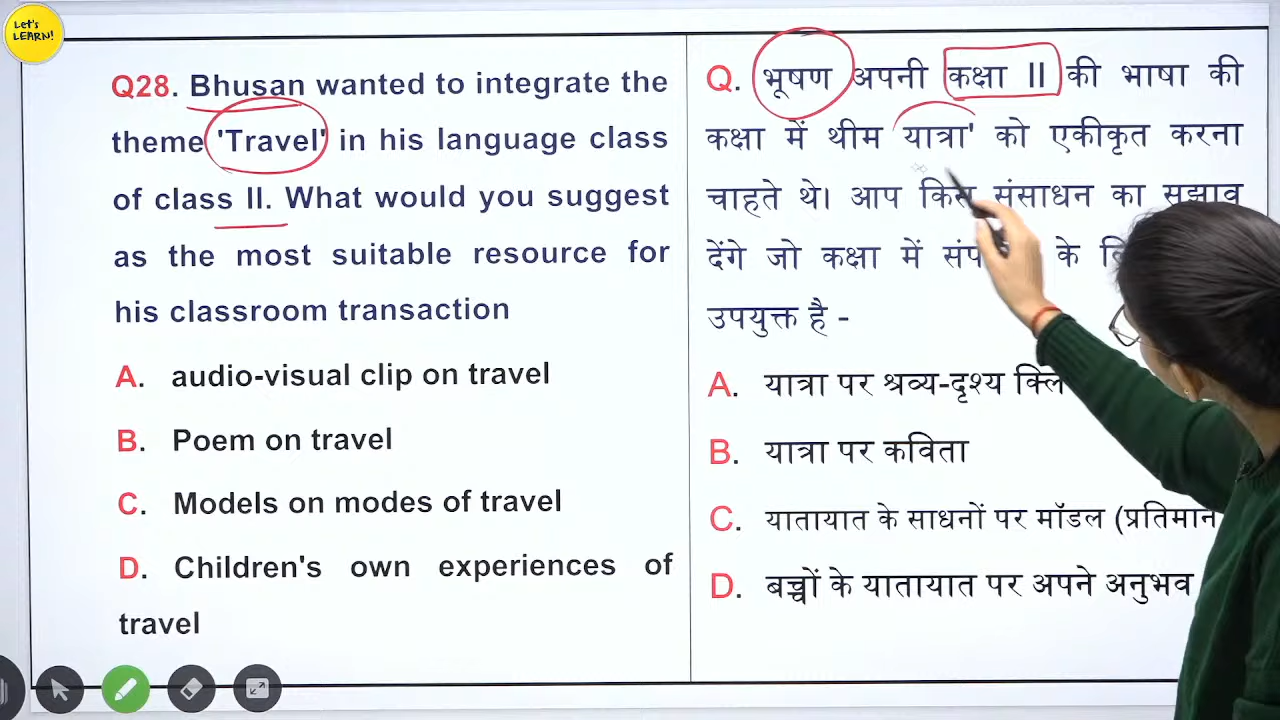 Let's
LEARN!
Q28. Bhusan wanted to integrate the
theme 'Travel' in his language class
of class II. What would you suggest
as the most suitable resource for
his classroom transaction
A. audio-visual clip on travel
B. Poem on travel
C. Models on modes of travel
D. Children's own experiences of
travel
Q. भूषण अपनी कक्षा II की भाषा की
कक्षा में थीम यात्रा' को एकीकृत करना
चाहते थे। आप किस संसाधन का सुझाव
देंगे जो कक्षा में के
उपयुक्त है -
A. यात्रा पर श्रव्य-दृश्य
B. यात्रा पर कविता
C. यातायात के साधनों पर मॉडल (प्रतिमान
D. बच्चों के यातायात पर अपने अनुभव